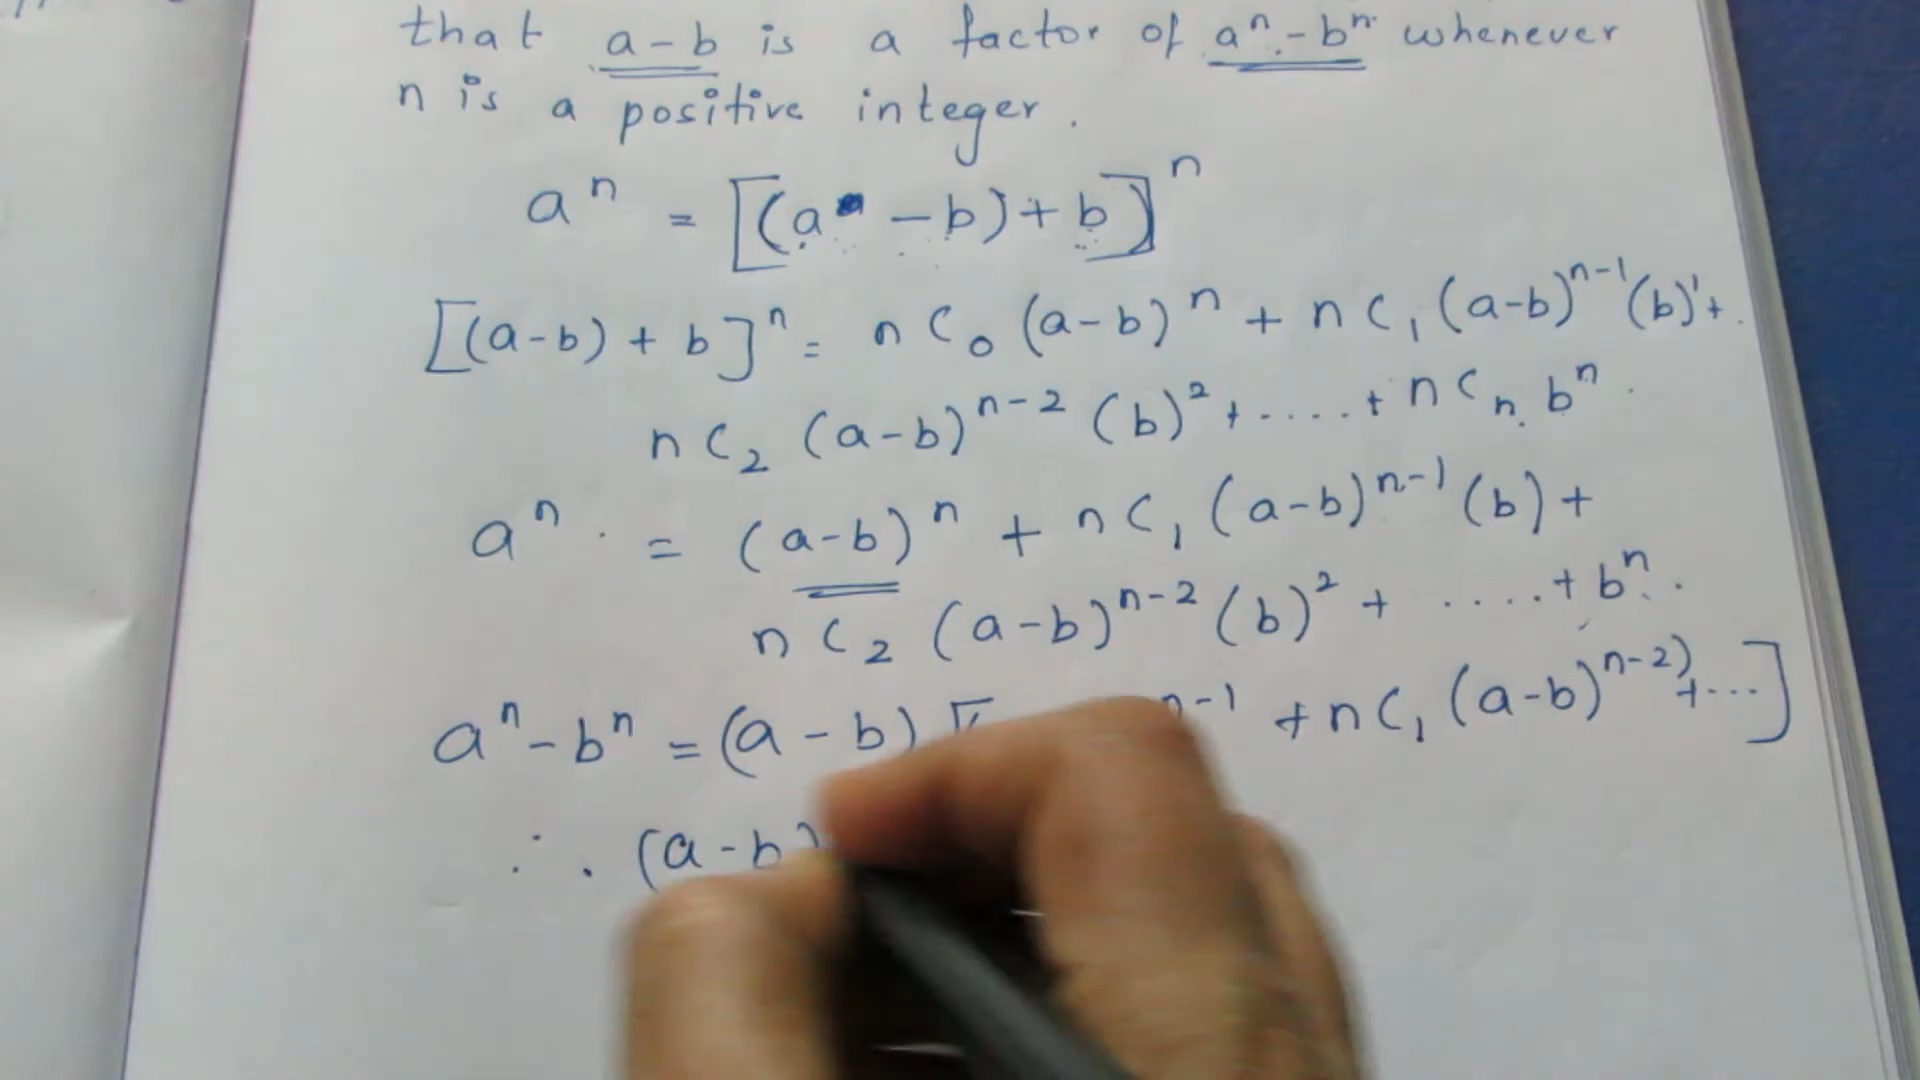 that a-b is a factor of aⁿ-bⁿ whenever
n is a positive integer.
aⁿ = [(a - b) + b]ⁿ
[(a-b) + b]ⁿ = nC₀ (a-b)ⁿ + nC₁ (a-b)ⁿ⁻¹ (b)¹ +
nC₂ (a-b)ⁿ⁻² (b)² + ..... + nCₙ bⁿ.
aⁿ = (a-b)ⁿ + nC₁ (a-b)ⁿ⁻¹ (b) +
nC₂ (a-b)ⁿ⁻² (b)² + ..... + bⁿ.
aⁿ - bⁿ = (a - b) [( ⁿ⁻¹ + nC₁ (a-b)ⁿ⁻²⁾ + ...]
∴ (a-b)